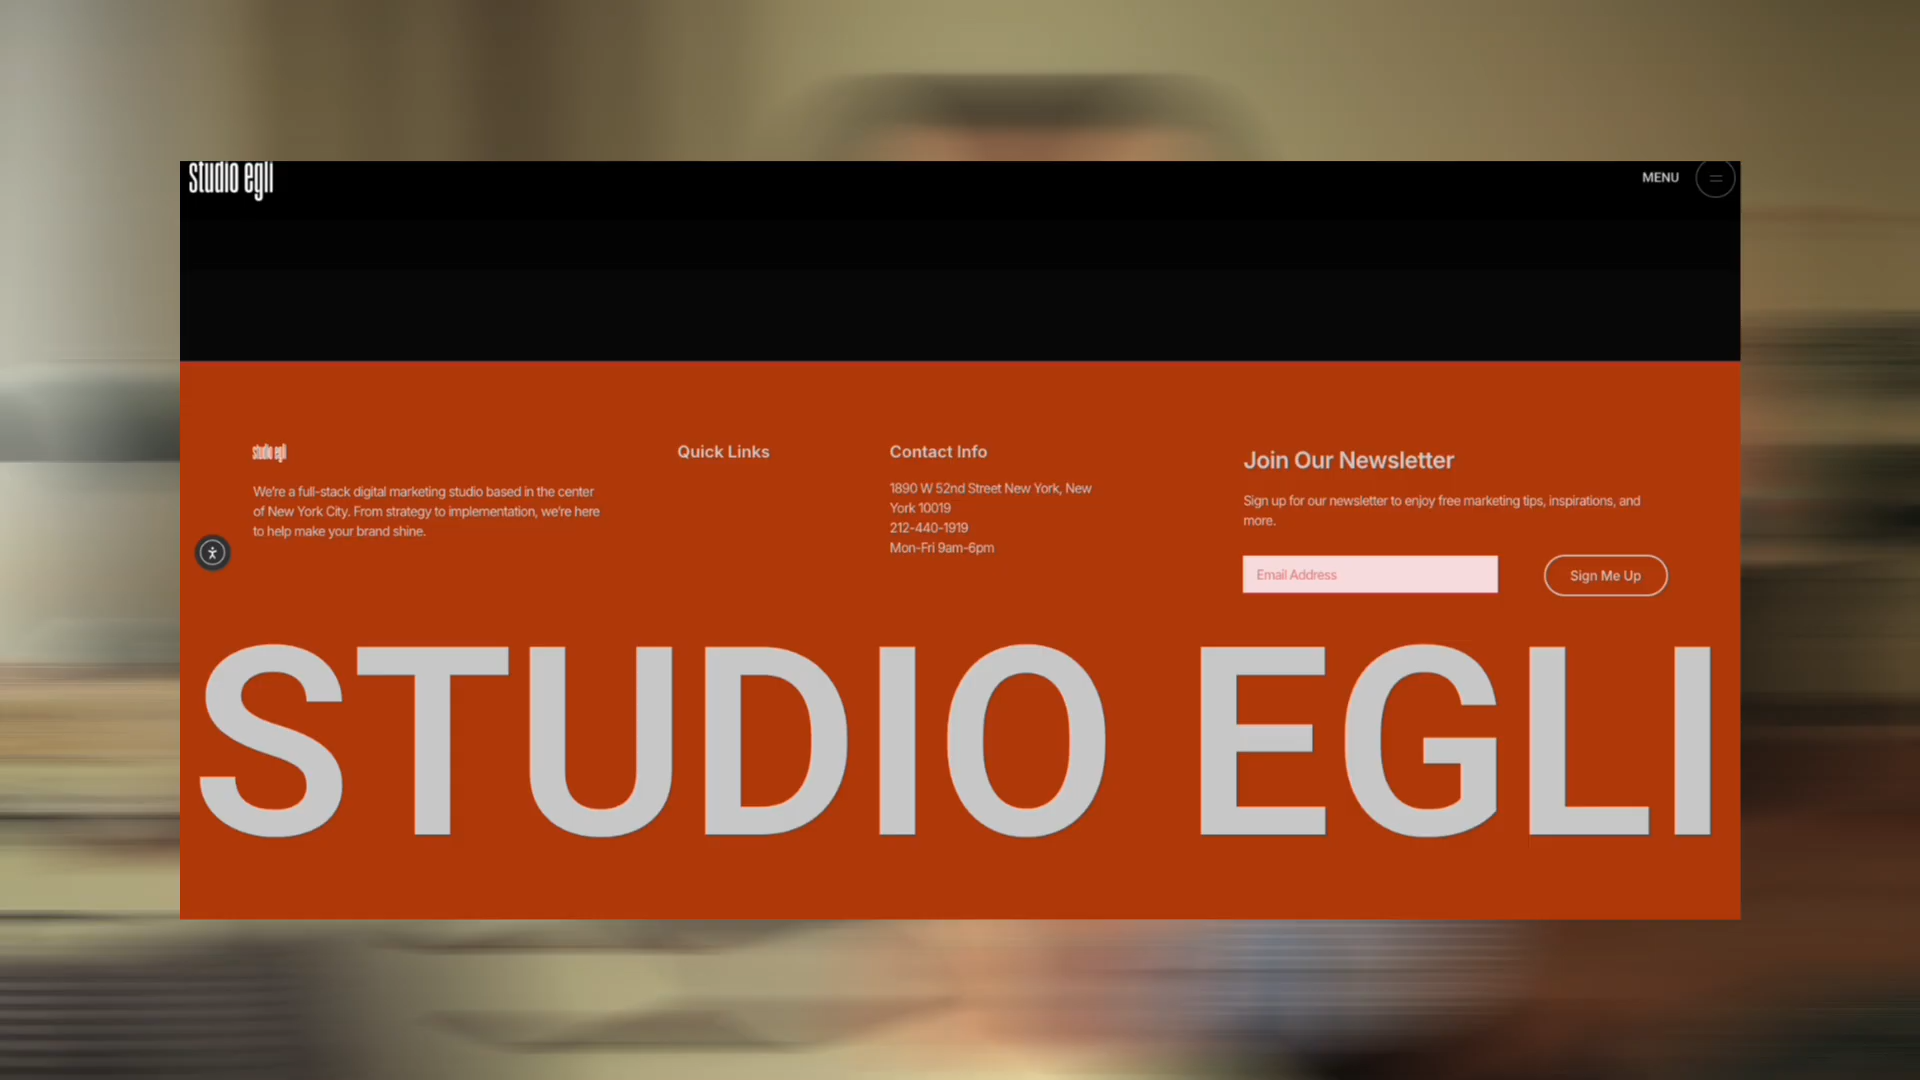 studio egli
MENU
studio egli
We're a full-stack digital marketing studio based in the center
of New York City. From strategy to implementation, we're here
to help make your brand shine.
Quick Links
Contact Info
1890 W 52nd Street New York, New
York 10019
212-440-1919
Mon-Fri 9am-6pm
Join Our Newsletter
Sign up for our newsletter to enjoy free marketing tips, inspirations, and
more.
Email Address
Sign Me Up
STUDIO EGLI